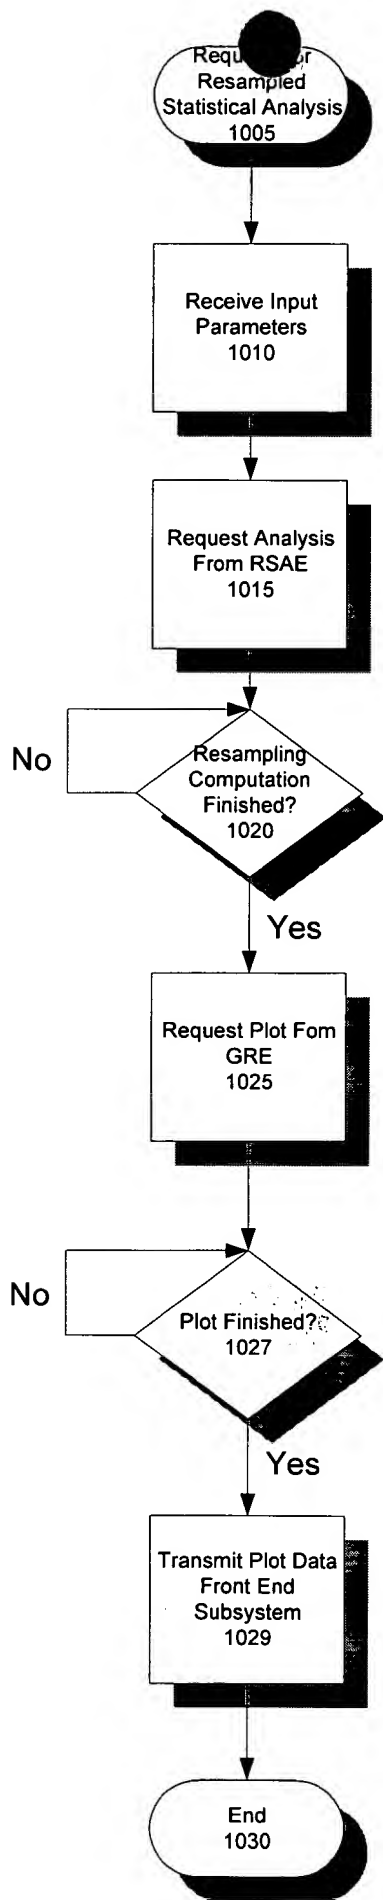 Resampled
Statistical Analysis
1005
Receive Input
Parameters
1010
Request Analysis
From RSAE
1015
No
Resampling
Computation
Finished?
1020
Yes
Request Plot Fom
GRE
1025
No
Plot Finished?
1027
Yes
Transmit Plot Data
Front End
Subsystem
1029
End
1030